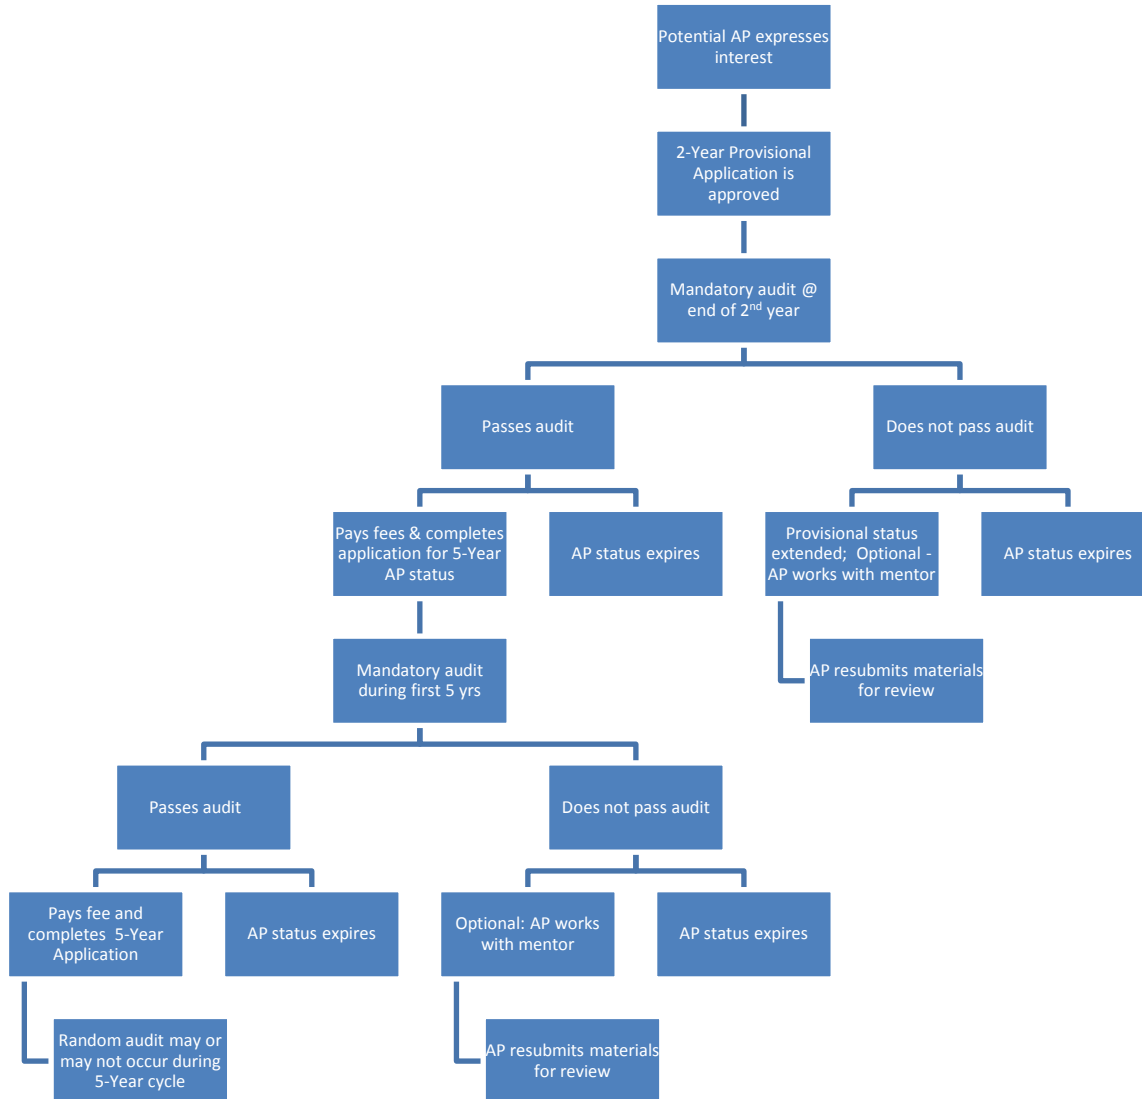 Potential AP expresses
interest
2-Year Provisional
Application is
approved
Mandatory audit @
end of 2nd year
Passes audit
Does not pass audit
Pays fees & completes
application for 5-Year
AP status
AP status expires
Provisional status
extended; Optional -
AP works with mentor
AP status expires
Mandatory audit
during first 5 yrs
AP resubmits materials
for review
Passes audit
Does not pass audit
Pays fee and
completes 5-Year
Application
AP status expires
Optional: AP works
with mentor
AP status expires
Random audit may or
may not occur during
5-Year cycle
AP resubmits materials
for review